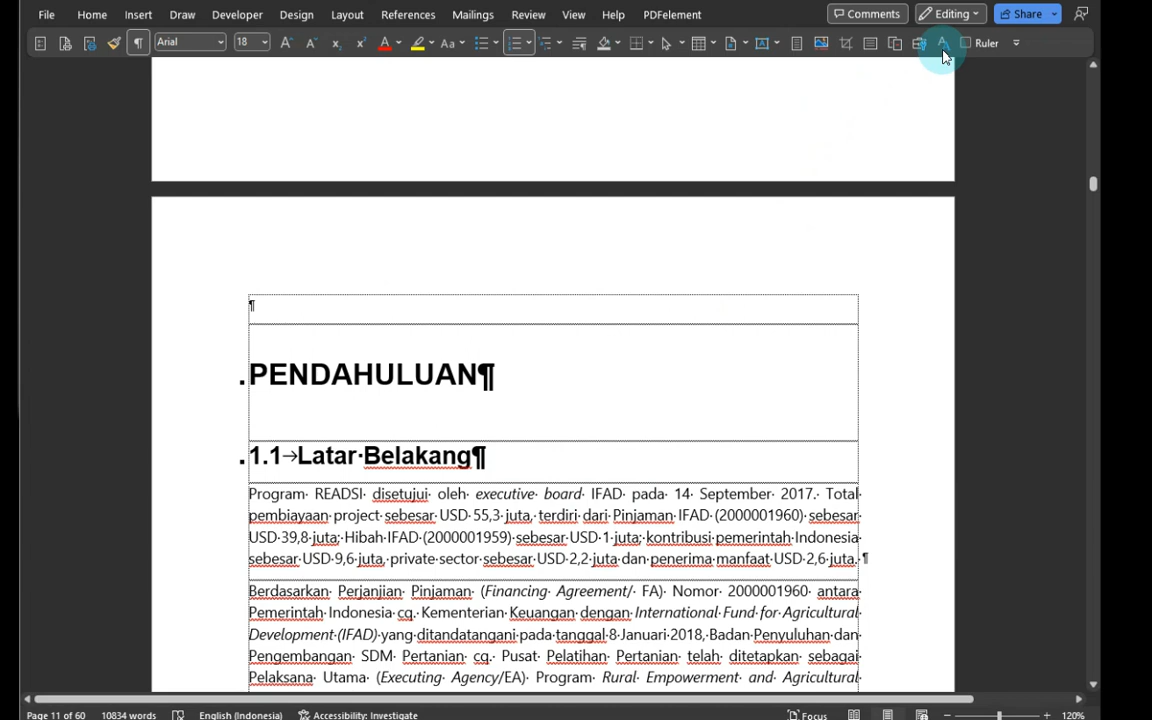 File Home Insert Draw Developer Design Layout References Mailings Review View Help PDFelement Comments Editing Share
Arial 18 Aa Ruler
¶
. PENDAHULUAN¶
. 1.1→Latar·Belakang¶
Program· READSI· disetujui· oleh· executive· board· IFAD· pada· 14· September· 2017.· Total·
pembiayaan·project·sebesar·USD·55,3·juta,·terdiri·dari·Pinjaman·IFAD·(2000001960)·sebesar·
USD·39,8·juta;·Hibah·IFAD·(2000001959)·sebesar·USD·1·juta;·kontribusi·pemerintah·Indonesia·
sebesar·USD·9,6·juta,·private·sector·sebesar·USD·2,2·juta·dan·penerima·manfaat·USD·2,6·juta.·¶
Berdasarkan· Perjanjian· Pinjaman· (Financing· Agreement/· FA)· Nomor· 2000001960· antara·
Pemerintah·Indonesia·cq.·Kementerian·Keuangan·dengan·International·Fund·for·Agricultural·
Development·(IFAD)·yang·ditandatangani·pada·tanggal·8·Januari·2018,·Badan·Penyuluhan·dan·
Pengembangan· SDM· Pertanian· cq.· Pusat· Pelatihan· Pertanian· telah· ditetapkan· sebagai·
Pelaksana· Utama· (Executing· Agency/EA)· Program· Rural· Empowerment· and· Agricultural·
Page 11 of 60 10834 words English (Indonesia) Accessibility: Investigate Focus 120%